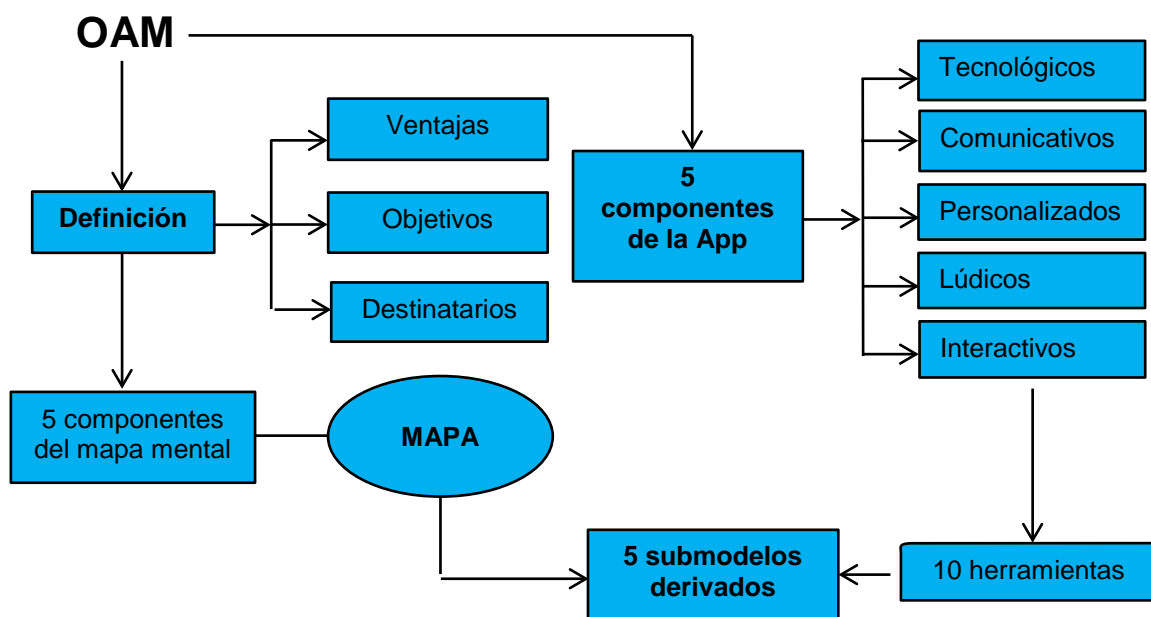 OAM
Definición
Ventajas
Objetivos
Destinatarios
5
componentes
de la App
Tecnológicos
Comunicativos
Personalizados
Lúdicos
Interactivos
5 componentes
del mapa mental
MAPA
5 submodelos
derivados
10 herramientas